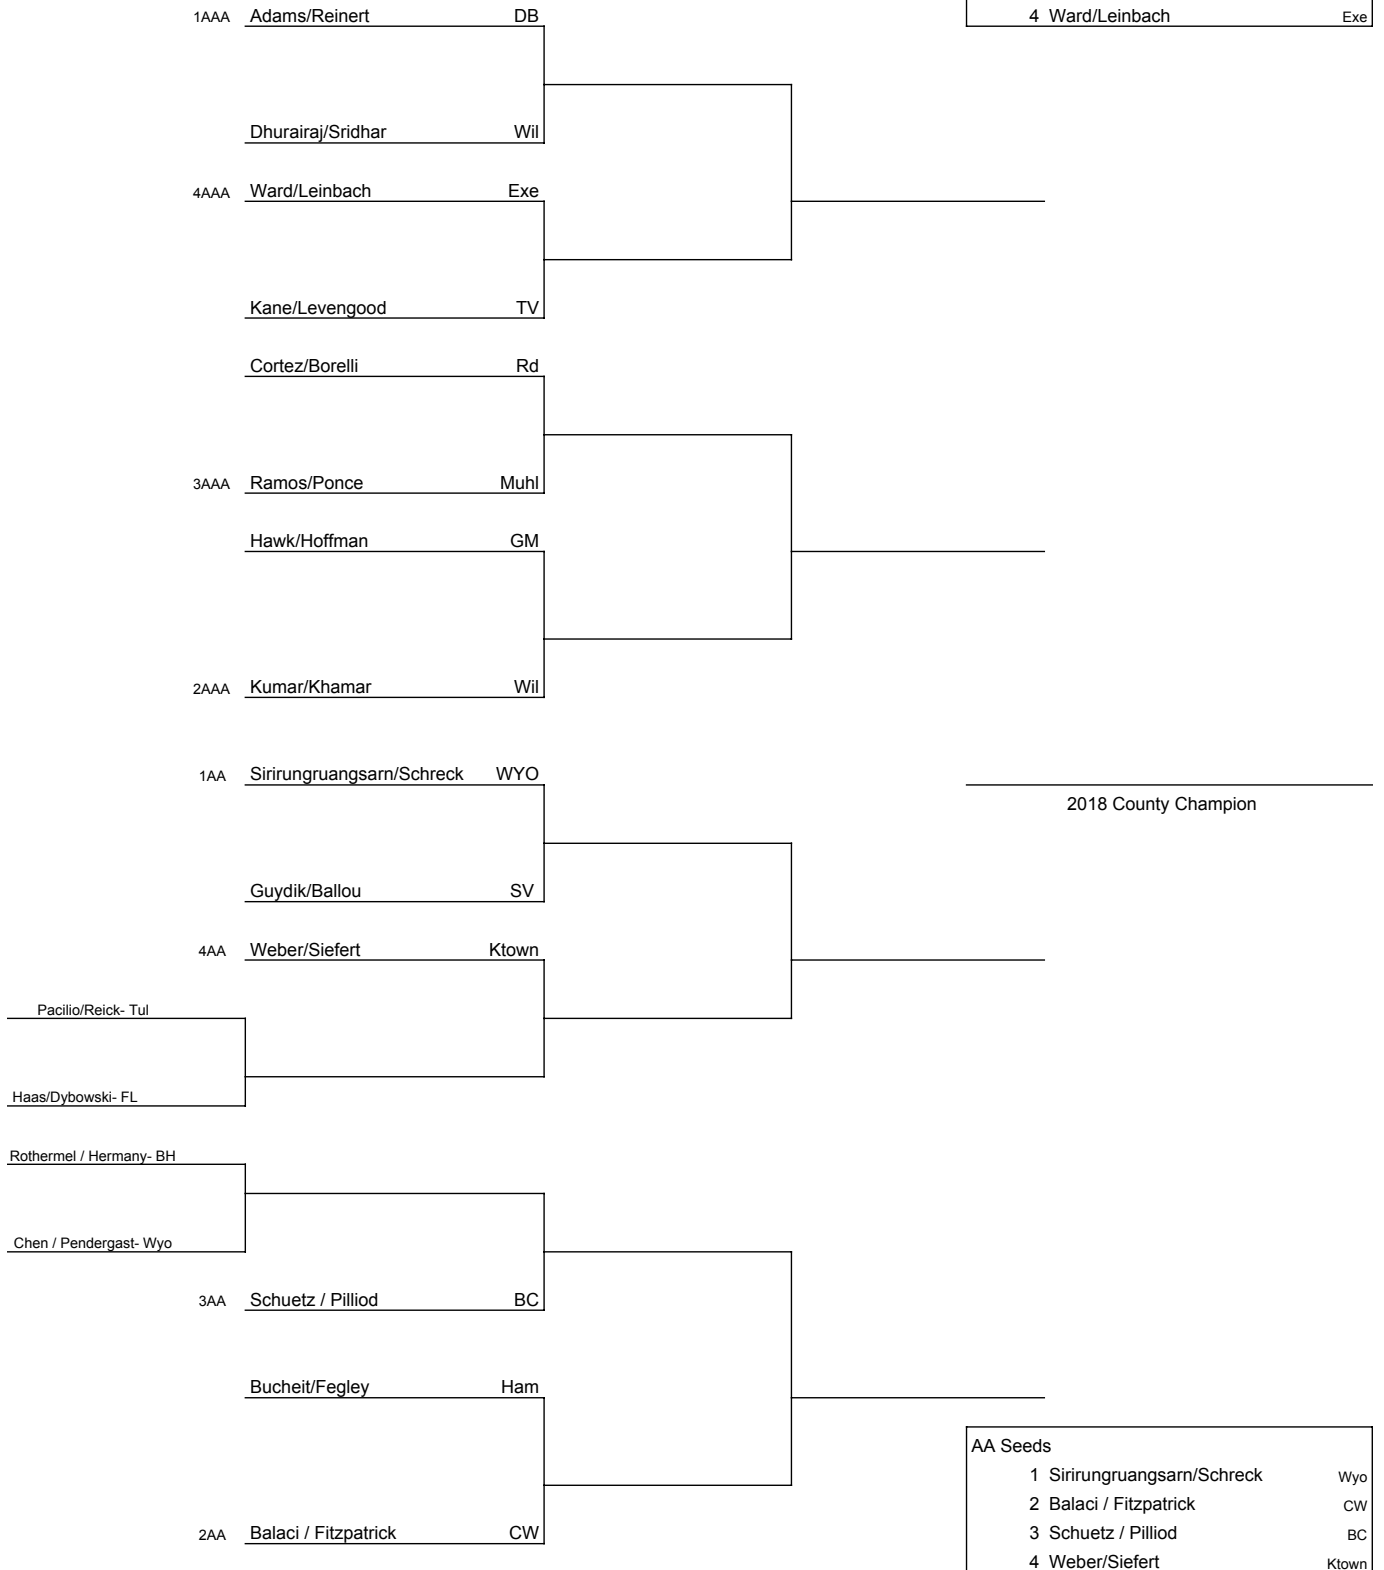 1AAA Adams/Reinert DB
4 Ward/Leinbach Exe
Dhurairaj/Sridhar Wil
4AAA Ward/Leinbach Exe
Kane/Levengood TV
Cortez/Borelli Rd
3AAA Ramos/Ponce Muhl
Hawk/Hoffman GM
2AAA Kumar/Khamar Wil
1AA Sirirungruangsarn/Schreck WYO
2018 County Champion
Guydik/Ballou SV
4AA Weber/Siefert Ktown
Pacilio/Reick- Tul
Haas/Dybowski- FL
Rothermel / Hermany- BH
Chen / Pendergast- Wyo
3AA Schuetz / Pilliod BC
Bucheit/Fegley Ham
2AA Balaci / Fitzpatrick CW
AA Seeds
1 Sirirungruangsarn/Schreck Wyo
2 Balaci / Fitzpatrick CW
3 Schuetz / Pilliod BC
4 Weber/Siefert Ktown